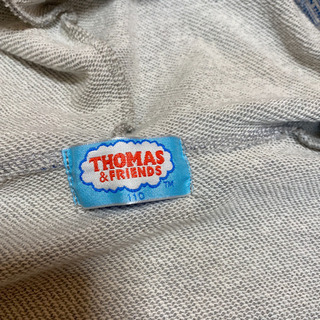 THOMAS
& FRIENDS
TM
110